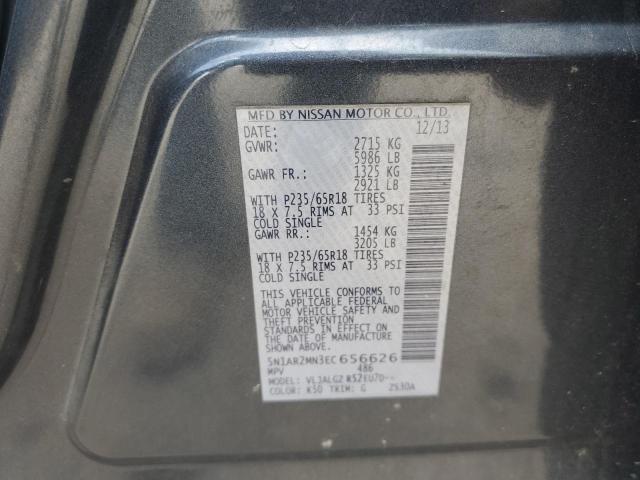 MFD BY NISSAN MOTOR CO., LTD.
DATE: 12/13
GVWR: 2715 KG
5986 LB
GAWR FR.: 1325 KG
2921 LB
WITH P235/65R18 TIRES
18 X 7.5 RIMS AT 33 PSI
COLD SINGLE
GAWR RR.: 1454 KG
3205 LB
WITH P235/65R18 TIRES
18 X 7.5 RIMS AT 33 PSI
COLD SINGLE
THIS VEHICLE CONFORMS TO
ALL APPLICABLE FEDERAL
MOTOR VEHICLE SAFETY AND
THEFT PREVENTION
STANDARDS IN EFFECT ON
THE DATE OF MANUFACTURE
SHOWN ABOVE.
5N1AR2MN3EC656626
MPV 486
MODEL:
COLOR: K50 TRIM: G 2530A